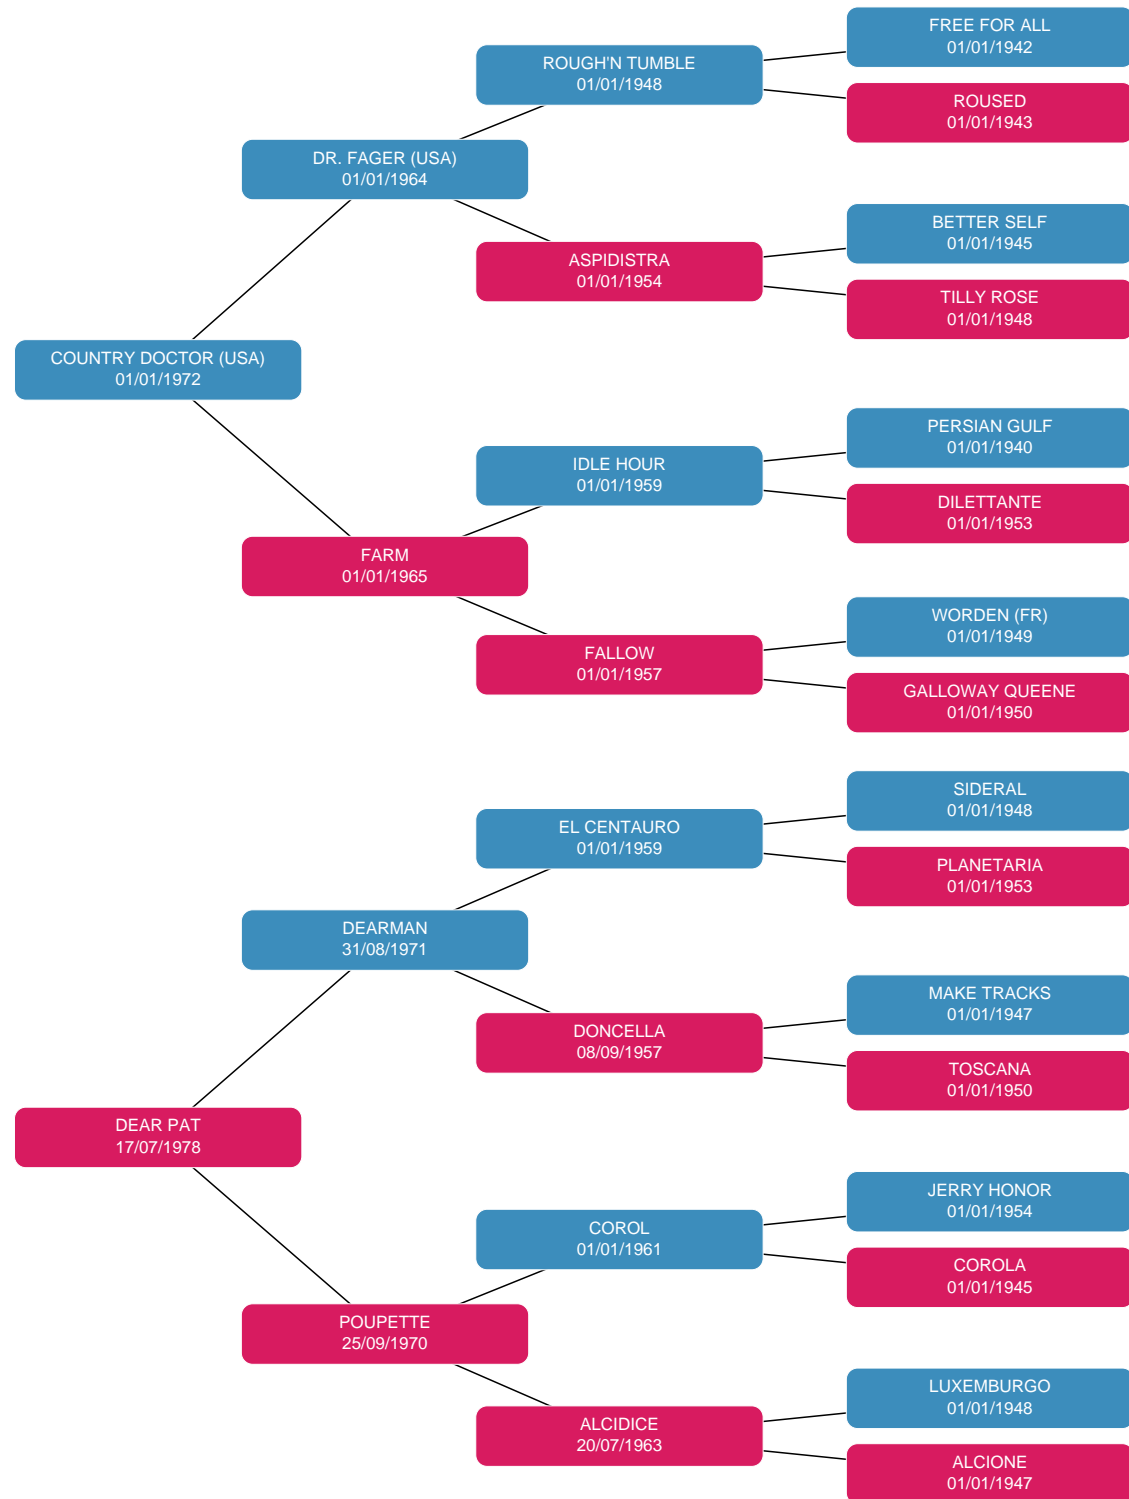 FREE FOR ALL
01/01/1942
ROUGH'N TUMBLE
01/01/1948
ROUSED
01/01/1943
DR. FAGER (USA)
01/01/1964
BETTER SELF
01/01/1945
ASPIDISTRA
01/01/1954
TILLY ROSE
01/01/1948
COUNTRY DOCTOR (USA)
01/01/1972
PERSIAN GULF
01/01/1940
IDLE HOUR
01/01/1959
DILETTANTE
01/01/1953
FARM
01/01/1965
WORDEN (FR)
01/01/1949
FALLOW
01/01/1957
GALLOWAY QUEENE
01/01/1950
SIDERAL
01/01/1948
EL CENTAURO
01/01/1959
PLANETARIA
01/01/1953
DEARMAN
31/08/1971
MAKE TRACKS
01/01/1947
DONCELLA
08/09/1957
TOSCANA
01/01/1950
DEAR PAT
17/07/1978
JERRY HONOR
01/01/1954
COROL
01/01/1961
COROLA
01/01/1945
POUPETTE
25/09/1970
LUXEMBURGO
01/01/1948
ALCIDICE
20/07/1963
ALCIONE
01/01/1947